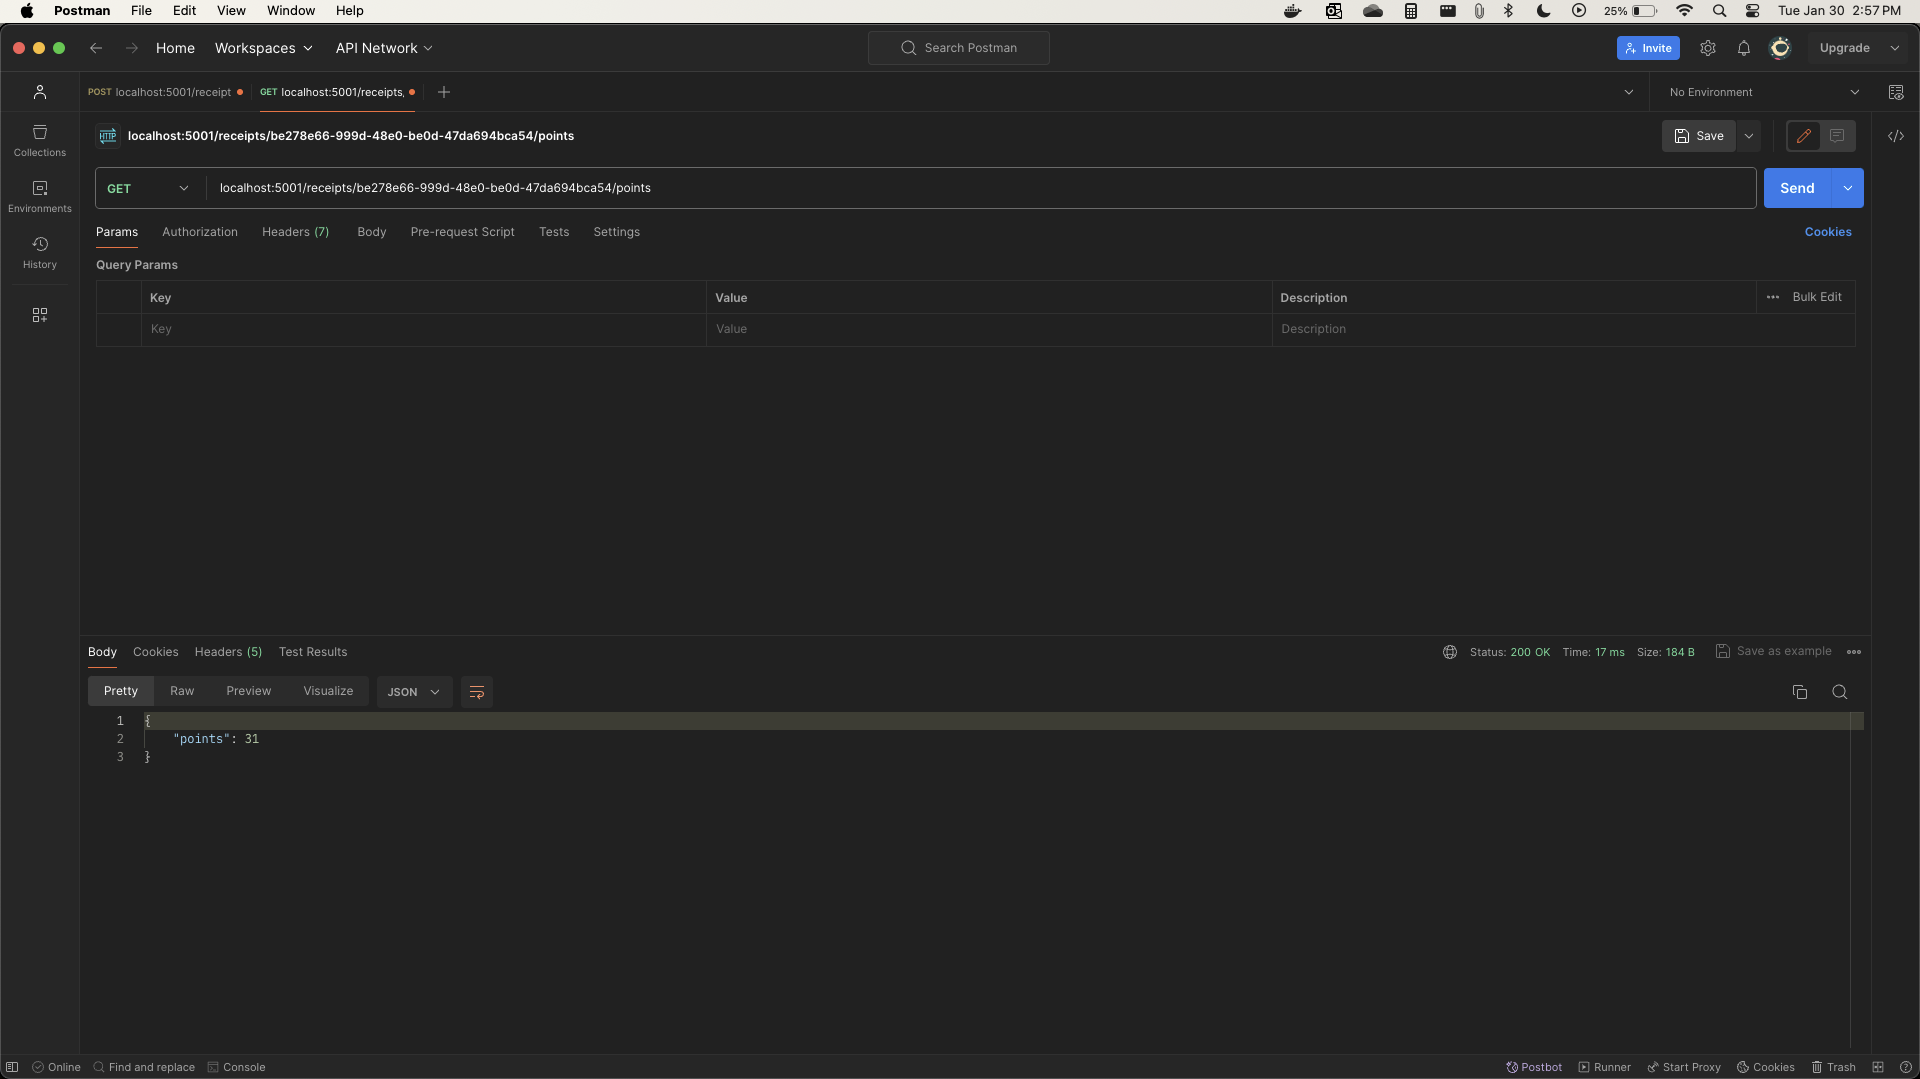 Postman File Edit View Window Help 25% Tue Jan 30 2:57 PM
Home Workspaces API Network Search Postman Invite Upgrade
POST localhost:5001/receipt GET localhost:5001/receipts, No Environment
HTTP localhost:5001/receipts/be278e66-999d-48e0-be0d-47da694bca54/points Save
Collections
GET localhost:5001/receipts/be278e66-999d-48e0-be0d-47da694bca54/points Send
Environments
Params Authorization Headers (7) Body Pre-request Script Tests Settings Cookies
History
Query Params
Key Value Description Bulk Edit
Key Value Description
Body Cookies Headers (5) Test Results Status: 200 OK Time: 17 ms Size: 184 B Save as example
Pretty Raw Preview Visualize JSON
1 {
2 "points": 31
3 }
Online Find and replace Console Postbot Runner Start Proxy Cookies Trash